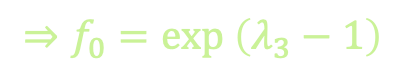 ⇒ f₀ = exp (λ₃ − 1)